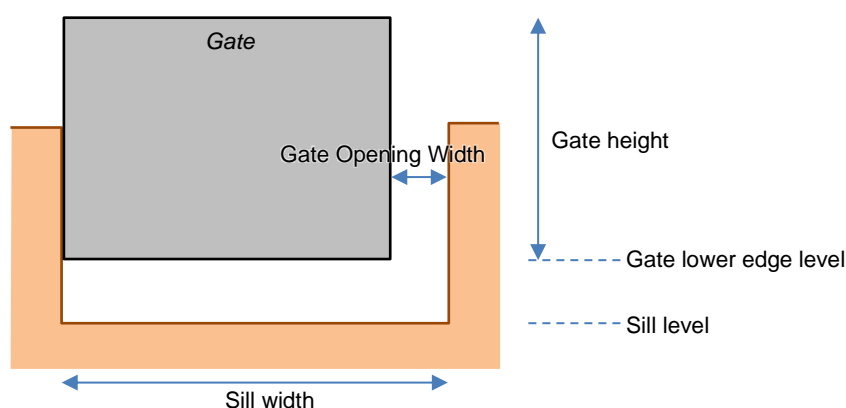 Gate
Gate Opening Width
Gate height
Gate lower edge level
Sill level
Sill width